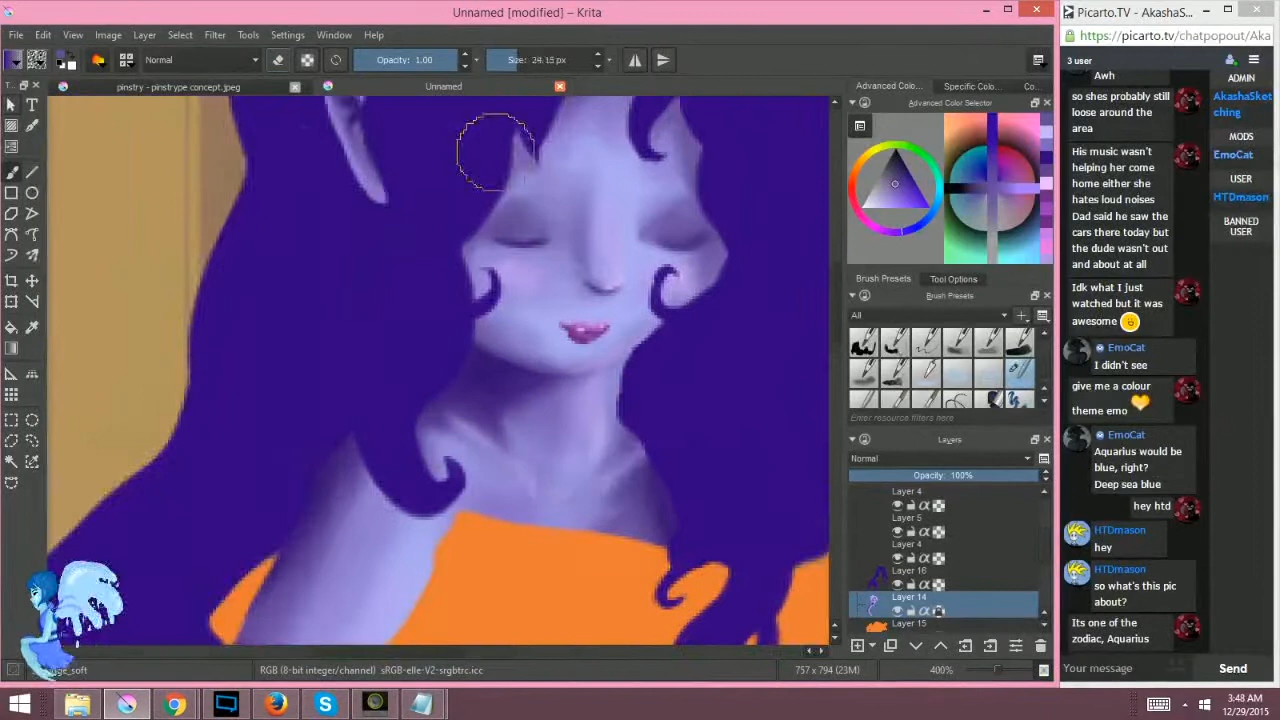 Unnamed [modified] – Krita
File Edit View Image Layer Select Filter Tools Settings Window Help
Normal
Opacity: 1.00
Size: 24.15 px
T...
pinstry - pinstrype concept.jpeg
Unnamed
Advanced Colo...
Specific Colo...
Co...
Advanced Color Selector
Brush Presets
Tool Options
Brush Presets
All
Enter resource filters here
Layers
Normal
Opacity: 100%
Layer 4
Layer 5
Layer 4
Layer 16
Layer 14
Layer 15
RGB (8-bit integer/channel) sRGB-elle-V2-srgbtrc.icc
757 x 794 (23M)
400%
Picarto.TV - AkashaS...
https://picarto.tv/chatpopout/Aka
3 user
Awh
so shes probably still
loose around the
area
His music wasn't
helping her come
home either she
hates loud noises
Dad said he saw the
cars there today but
the dude wasn't out
and about at all
Idk what I just
watched but it was
awesome
EmoCat
I didn't see
give me a colour
theme emo
EmoCat
Aquarius would be
blue, right?
Deep sea blue
hey htd
HTDmason
hey
HTDmason
so what's this pic
about?
Its one of the
zodiac, Aquarius
Your message
Send
ADMIN
AkashaSket
ching
MODS
EmoCat
USER
HTDmason
BANNED
USER
3:48 AM
12/29/2015